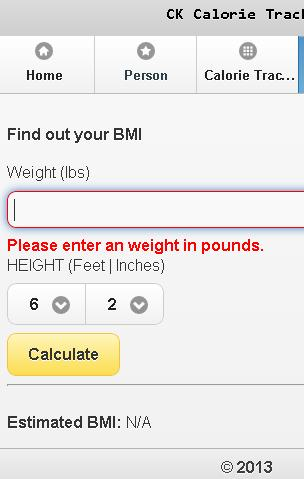 CK Calorie Trac
Home Person Calorie Trac...
Find out your BMI
Weight (lbs)
Please enter an weight in pounds.
HEIGHT (Feet | Inches)
6 2
Calculate
Estimated BMI: N/A
© 2013